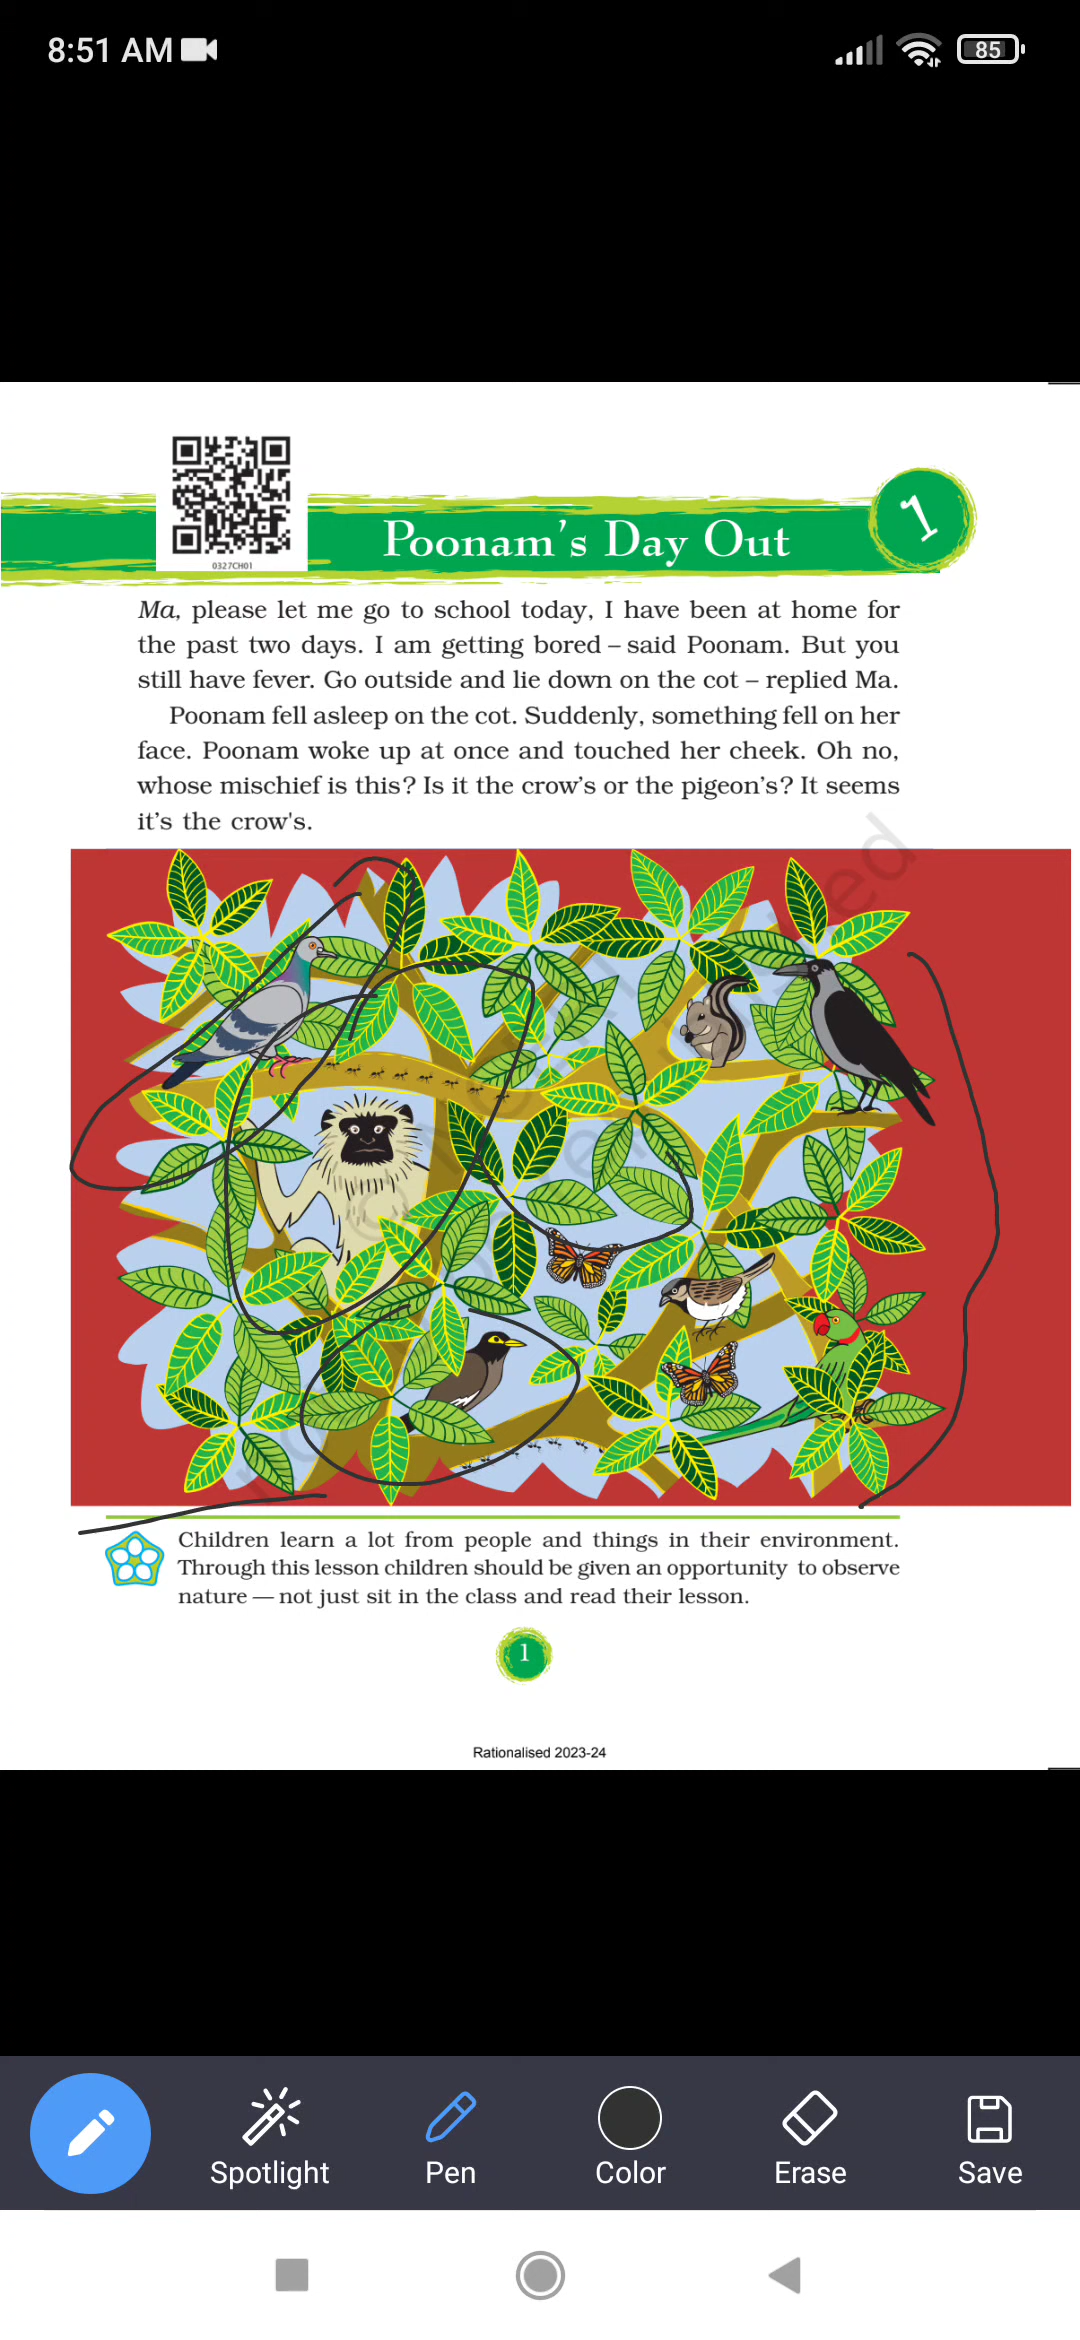 8:51 AM
85
0327CH01
Poonam's Day Out
1
Ma, please let me go to school today, I have been at home for
the past two days. I am getting bored – said Poonam. But you
still have fever. Go outside and lie down on the cot – replied Ma.
Poonam fell asleep on the cot. Suddenly, something fell on her
face. Poonam woke up at once and touched her cheek. Oh no,
whose mischief is this? Is it the crow's or the pigeon's? It seems
it's the crow's.
Children learn a lot from people and things in their environment.
Through this lesson children should be given an opportunity to observe
nature — not just sit in the class and read their lesson.
1
Rationalised 2023-24
Spotlight
Pen
Color
Erase
Save